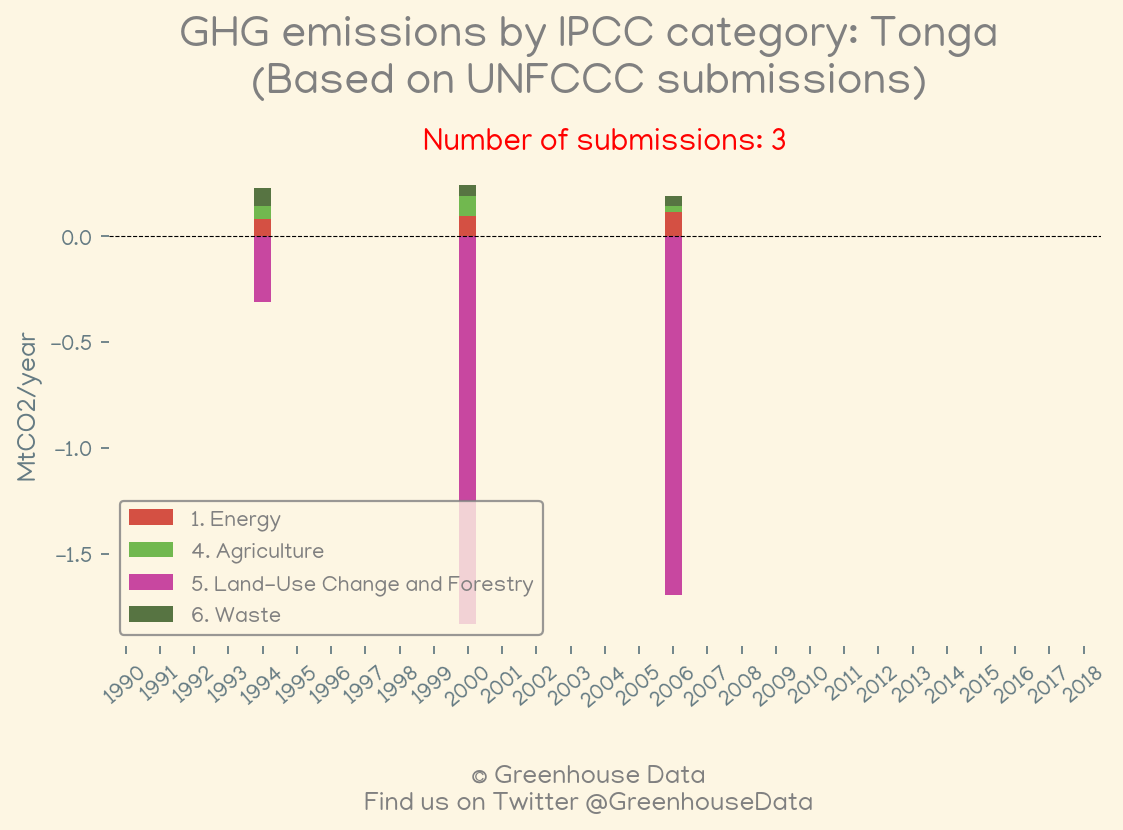 GHG emissions by IPCC category: Tonga
(Based on UNFCCC submissions)
Number of submissions: 3
0.0
-0.5
-1.0
-1.5
MtCO2/year
1. Energy
4. Agriculture
5. Land-Use Change and Forestry
6. Waste
1990 1991 1992 1993 1994 1995 1996 1997 1998 1999 2000 2001 2002 2003 2004 2005 2006 2007 2008 2009 2010 2011 2012 2013 2014 2015 2016 2017 2018
© Greenhouse Data
Find us on Twitter @GreenhouseData